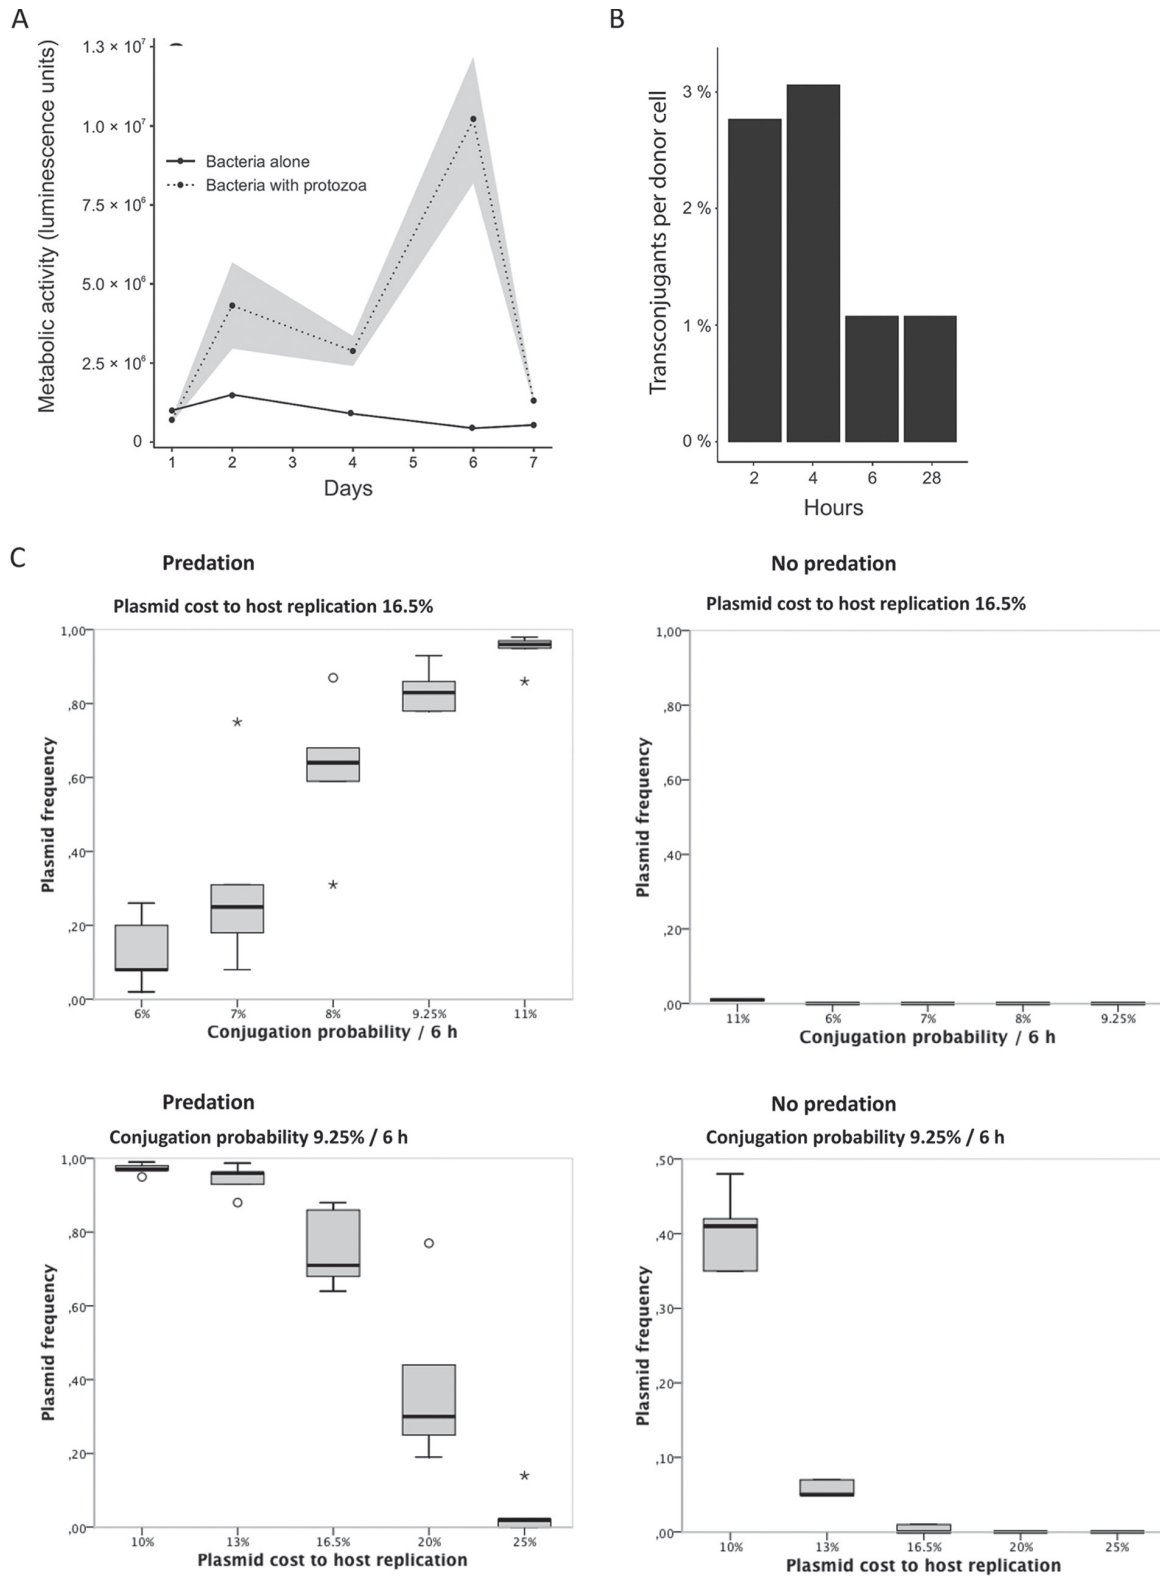 A
Metabolic activity (luminescence units)
1.3 × 10⁷
1.0 × 10⁷
7.5 × 10⁶
5.0 × 10⁶
2.5 × 10⁶
0
Bacteria alone
Bacteria with protozoa
1 2 3 4 5 6 7
Days
B
Transconjugants per donor cell
3 %
2 %
1 %
0 %
2 4 6 28
Hours
C
Predation
Plasmid cost to host replication 16.5%
Plasmid frequency
1,00
,80
,60
,40
,20
,00
6% 7% 8% 9.25% 11%
Conjugation probability / 6 h
No predation
Plasmid cost to host replication 16.5%
Plasmid frequency
1,00
,80
,60
,40
,20
,00
11% 6% 7% 8% 9.25%
Conjugation probability / 6 h
Predation
Conjugation probability 9.25% / 6 h
Plasmid frequency
1,00
,80
,60
,40
,20
,00
10% 13% 16.5% 20% 25%
Plasmid cost to host replication
No predation
Conjugation probability 9.25% / 6 h
Plasmid frequency
,50
,40
,30
,20
,10
,00
10% 13% 16.5% 20% 25%
Plasmid cost to host replication